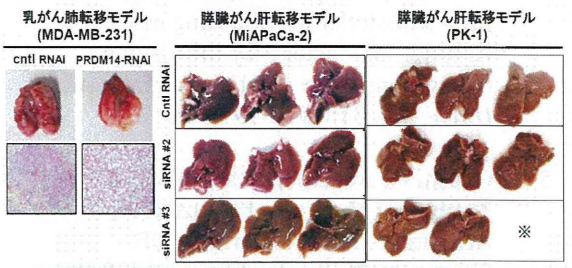 乳がん肺転移モデル
(MDA-MB-231)
cntl RNAi
PRDM14-RNAi
膵臓がん肝転移モデル
(MiAPaCa-2)
膵臓がん肝転移モデル
(PK-1)
Cntl RNAi
siRNA #2
siRNA #3
※